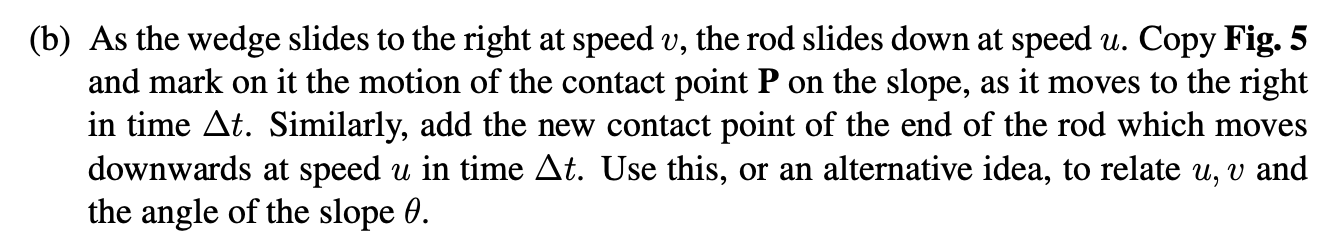 (b) As the wedge slides to the right at speed v, the rod slides down at speed u. Copy Fig. 5
and mark on it the motion of the contact point P on the slope, as it moves to the right
in time Δt. Similarly, add the new contact point of the end of the rod which moves
downwards at speed u in time Δt. Use this, or an alternative idea, to relate u, v and
the angle of the slope θ.